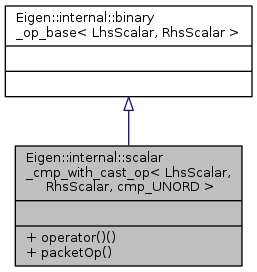 Eigen::internal::binary
_op_base< LhsScalar, RhsScalar >
Eigen::internal::scalar
_cmp_with_cast_op< LhsScalar,
RhsScalar, cmp_UNORD >
+ operator()()
+ packetOp()